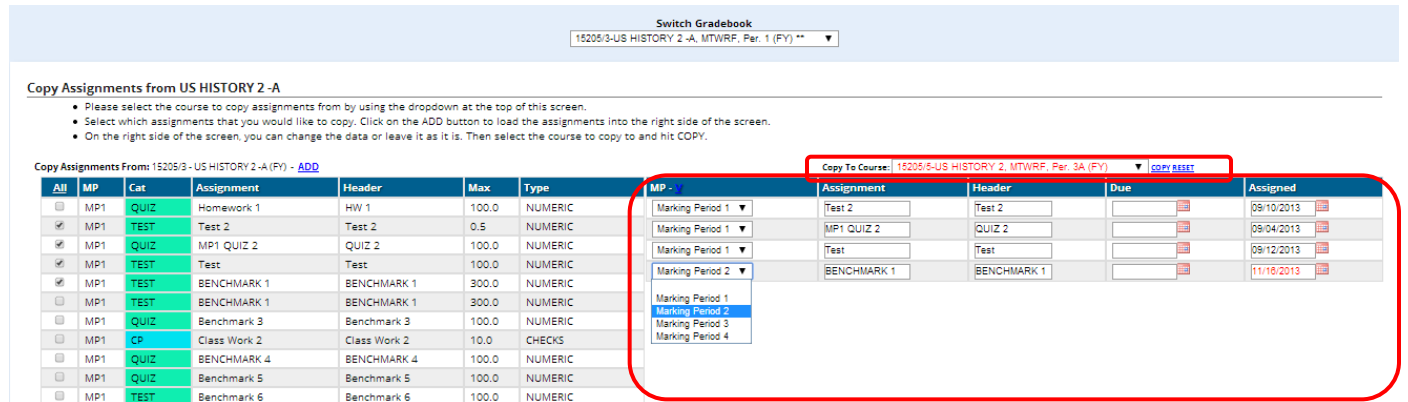 Switch Gradebook
15205/3-US HISTORY 2 -A, MTWRF, Per. 1 (FY) ** ▼
Copy Assignments from US HISTORY 2 -A
• Please select the course to copy assignments from by using the dropdown at the top of this screen.
• Select which assignments that you would like to copy. Click on the ADD button to load the assignments into the right side of the screen.
• On the right side of the screen, you can change the data or leave it as it is. Then select the course to copy to and hit COPY.
Copy Assignments From: 15205/3 - US HISTORY 2 -A (FY) - ADD
Copy To Course: 15205/5-US HISTORY 2, MTWRF, Per. 3A (FY) ▼ COPY RESET
All MP Cat Assignment Header Max Type MP - V Assignment Header Due Assigned
MP1 QUIZ Homework 1 HW 1 100.0 NUMERIC Marking Period 1 ▼ Test 2 Test 2 09/10/2013
MP1 TEST Test 2 Test 2 0.5 NUMERIC Marking Period 1 ▼ MP1 QUIZ 2 QUIZ 2 09/04/2013
MP1 QUIZ MP1 QUIZ 2 QUIZ 2 100.0 NUMERIC Marking Period 1 ▼ Test Test 09/12/2013
MP1 TEST Test Test 100.0 NUMERIC Marking Period 2 ▼ BENCHMARK 1 BENCHMARK 1 11/16/2013
MP1 TEST BENCHMARK 1 BENCHMARK 1 300.0 NUMERIC
MP1 TEST BENCHMARK 1 BENCHMARK 1 300.0 NUMERIC Marking Period 1
Marking Period 2
MP1 QUIZ Benchmark 3 Benchmark 3 100.0 NUMERIC Marking Period 3
MP1 CP Class Work 2 Class Work 2 10.0 CHECKS Marking Period 4
MP1 QUIZ BENCHMARK 4 BENCHMARK 4 100.0 NUMERIC
MP1 QUIZ Benchmark 5 Benchmark 5 100.0 NUMERIC
MP1 TEST Benchmark 6 Benchmark 6 100.0 NUMERIC